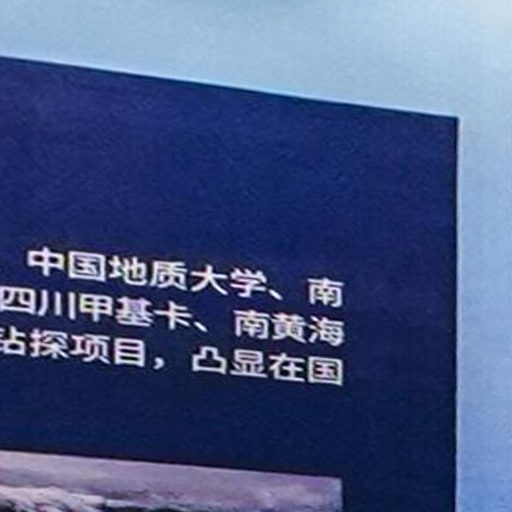 中国地质大学、南
四川甲基卡、南黄海
钻探项目，凸显在国